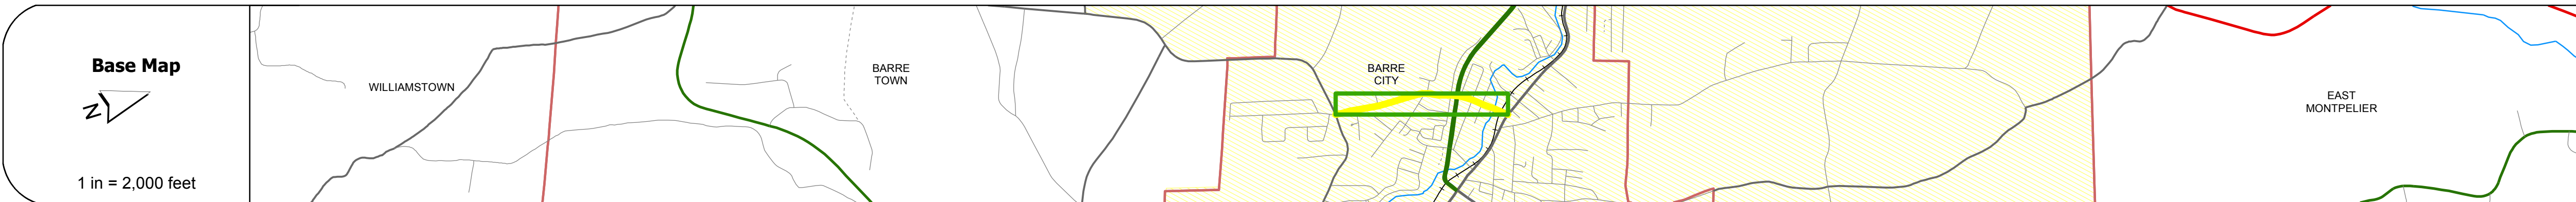 Base Map
N
1 in = 2,000 feet
WILLIAMSTOWN
BARRE
TOWN
BARRE
CITY
EAST
MONTPELIER